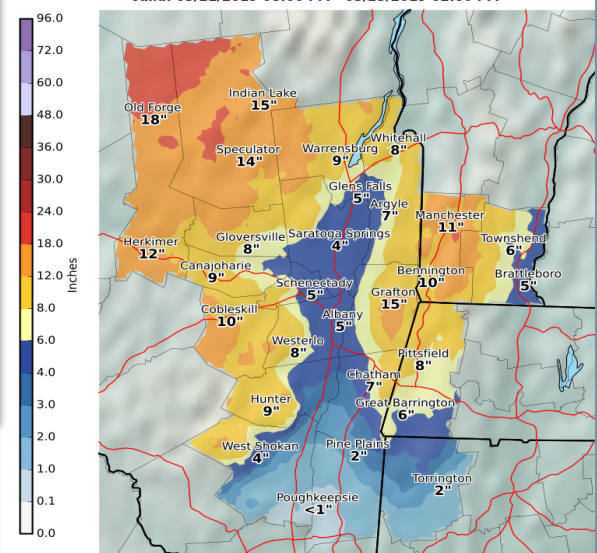 96.0
72.0
60.0
48.0
36.0
30.0
24.0
18.0
12.0
8.0
6.0
4.0
3.0
2.0
1.0
0.1
0.0
Inches
Old Forge
18"
Indian Lake
15"
Speculator
14"
Warrensburg
9"
Whitehall
8"
Glens Falls
5"
Argyle
7"
Manchester
11"
Herkimer
12"
Gloversville
8"
Saratoga Springs
4"
Townshend
6"
Canajoharie
9"
Schenectady
5"
Bennington
10"
Brattleboro
5"
Grafton
15"
Cobleskill
10"
Albany
5"
Westerlo
8"
Pittsfield
8"
Chatham
7"
Hunter
9"
Great Barrington
6"
West Shokan
4"
Pine Plains
2"
Torrington
2"
Poughkeepsie
<1"